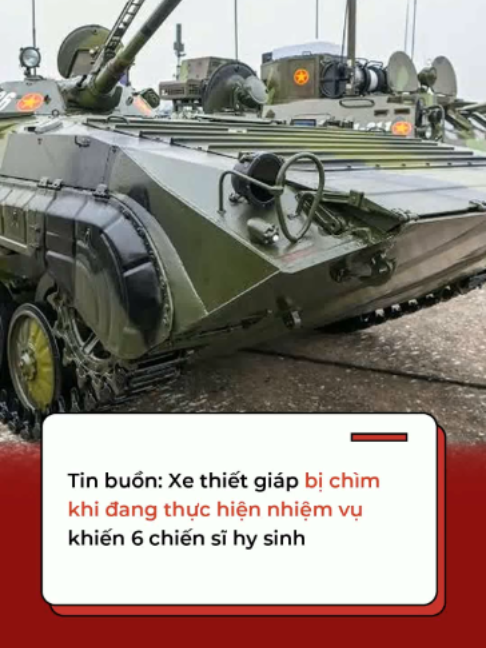 Tin buồn: Xe thiết giáp bị chìm
khi đang thực hiện nhiệm vụ
khiến 6 chiến sĩ hy sinh